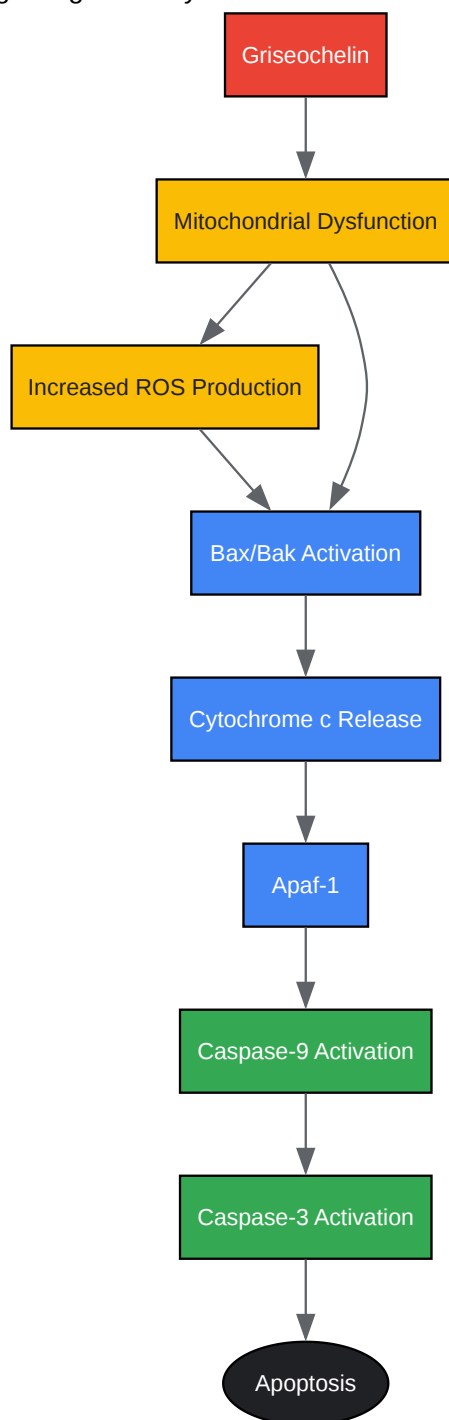 Griseochelin
Mitochondrial Dysfunction
Increased ROS Production
Bax/Bak Activation
Cytochrome c Release
Apaf-1
Caspase-9 Activation
Caspase-3 Activation
Apoptosis